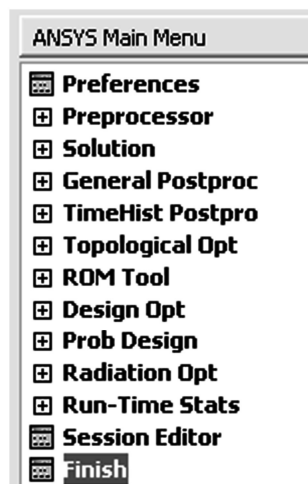 ANSYS Main Menu
Preferences
Preprocessor
Solution
General Postproc
TimeHist Postpro
Topological Opt
ROM Tool
Design Opt
Prob Design
Radiation Opt
Run-Time Stats
Session Editor
Finish